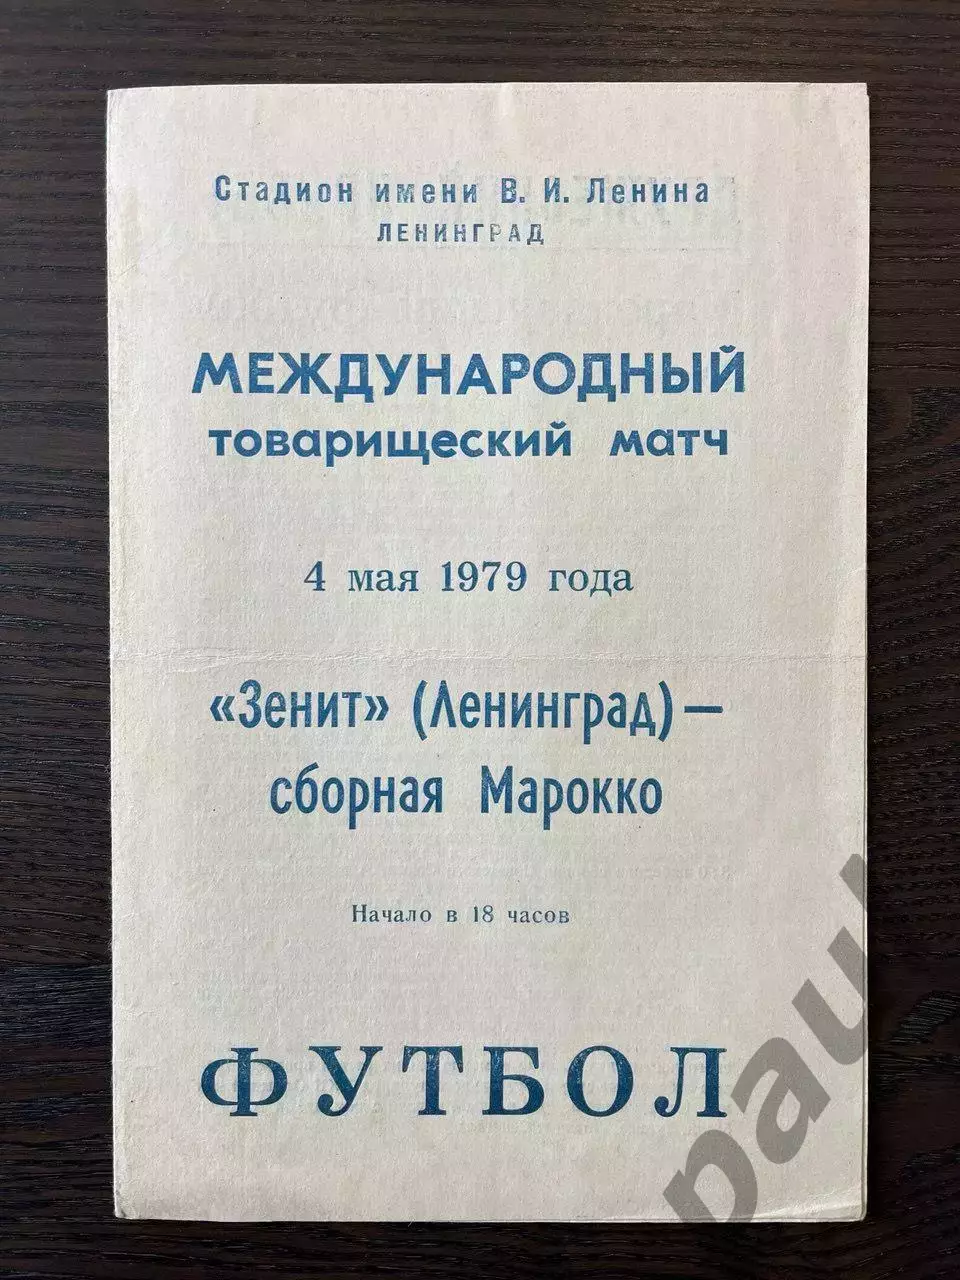 Стадион имени В. И. Ленина
ЛЕНИНГРАД
МЕЖДУНАРОДНЫЙ
товарищеский матч
4 мая 1979 года
«Зенит» (Ленинград) —
сборная Марокко
Начало в 18 часов
ФУТБОЛ